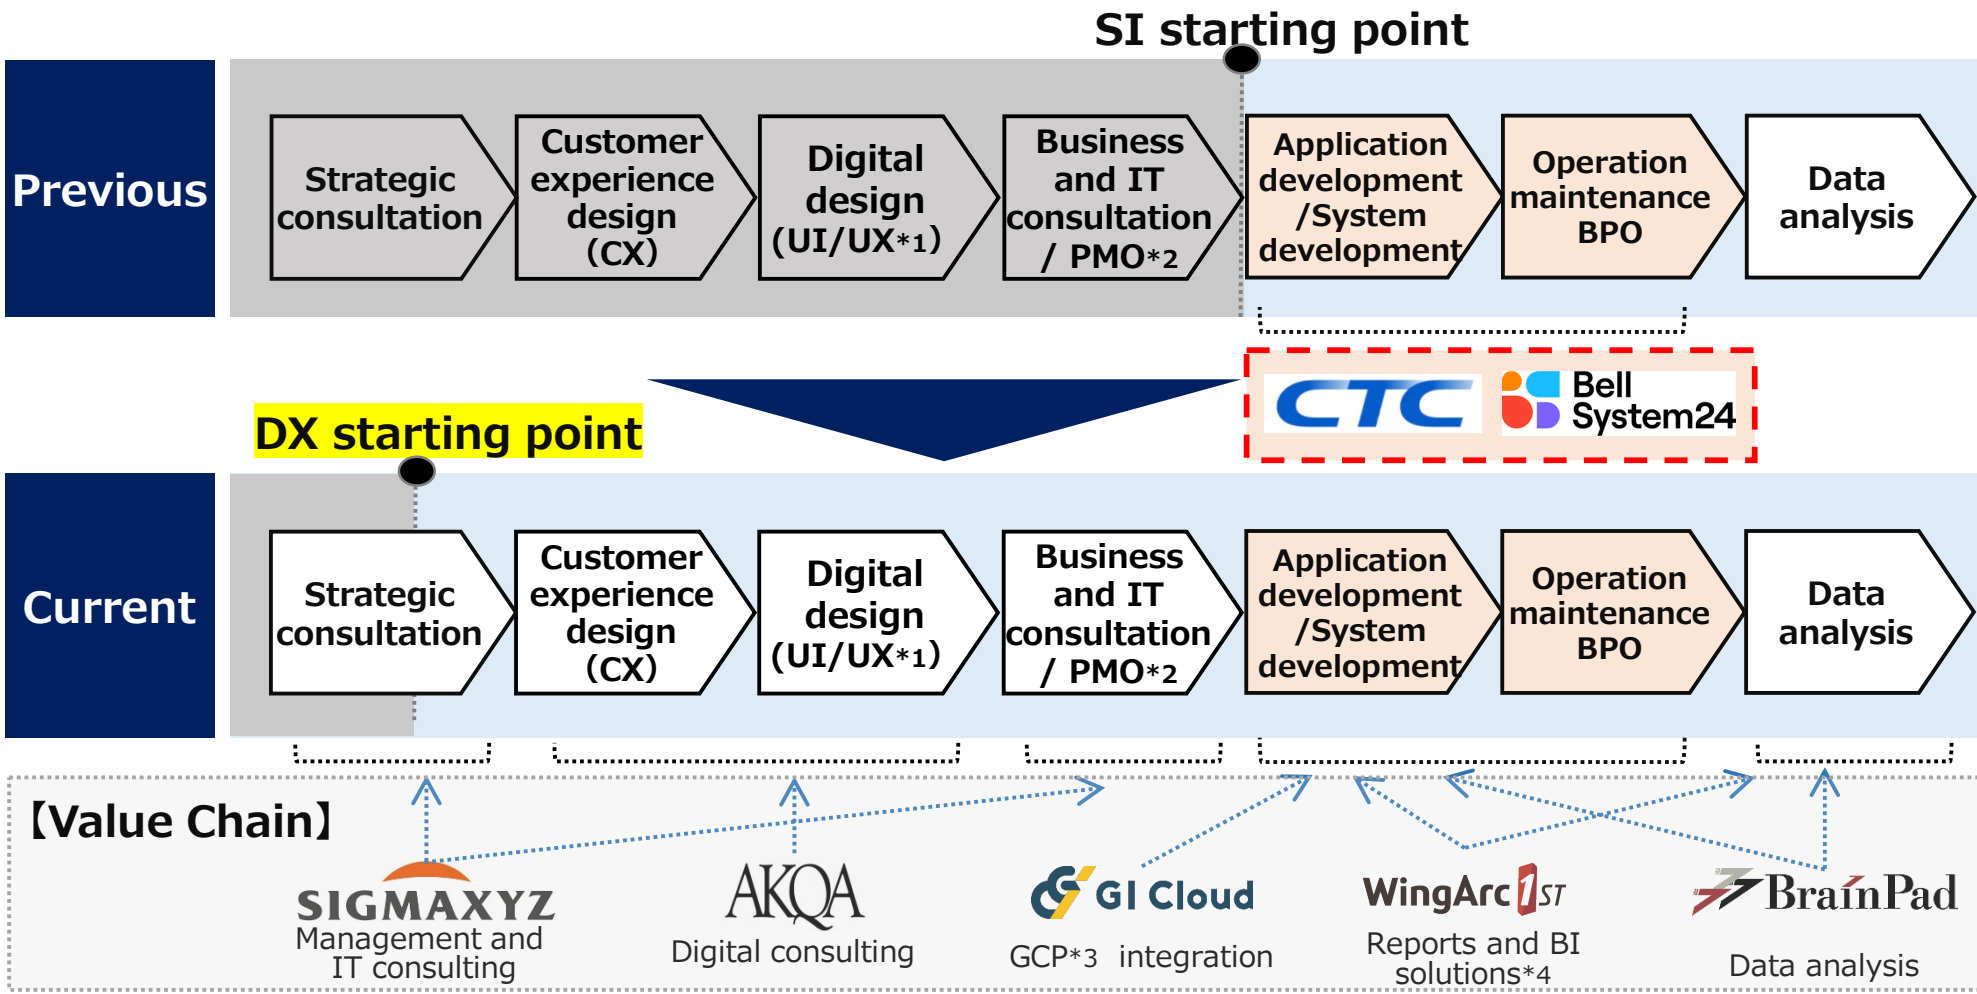 SI starting point
Previous
Strategic
consultation
Customer
experience
design
(CX)
Digital
design
(UI/UX*1)
Business
and IT
consultation
/ PMO*2
Application
development
/System
development
Operation
maintenance
BPO
Data
analysis
CTC
Bell
System24
DX starting point
Current
Strategic
consultation
Customer
experience
design
(CX)
Digital
design
(UI/UX*1)
Business
and IT
consultation
/ PMO*2
Application
development
/System
development
Operation
maintenance
BPO
Data
analysis
【Value Chain】
SIGMAXYZ
Management and
IT consulting
AKQA
Digital consulting
GI Cloud
GCP*3 integration
WingArc 1ST
Reports and BI
solutions*4
BrainPad
Data analysis